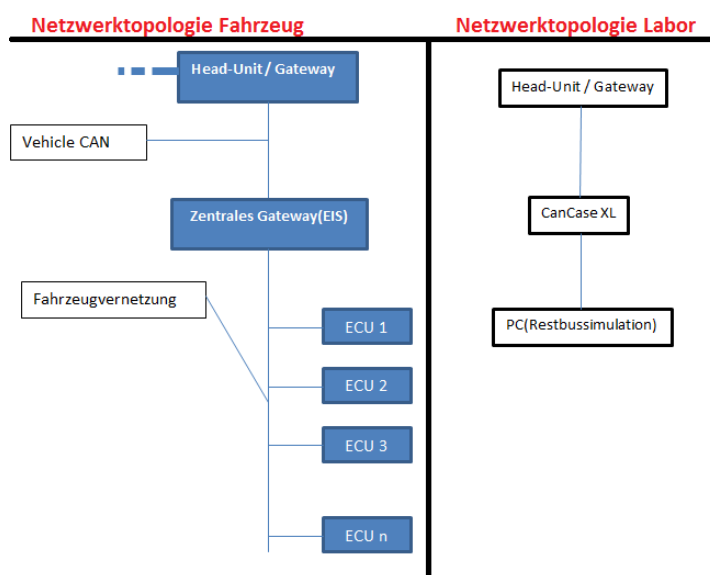 Netzwerktopologie Fahrzeug
Head-Unit / Gateway
Vehicle CAN
Zentrales Gateway(EIS)
Fahrzeugvernetzung
ECU 1
ECU 2
ECU 3
ECU n
Netzwerktopologie Labor
Head-Unit / Gateway
CanCase XL
PC(Restbussimulation)